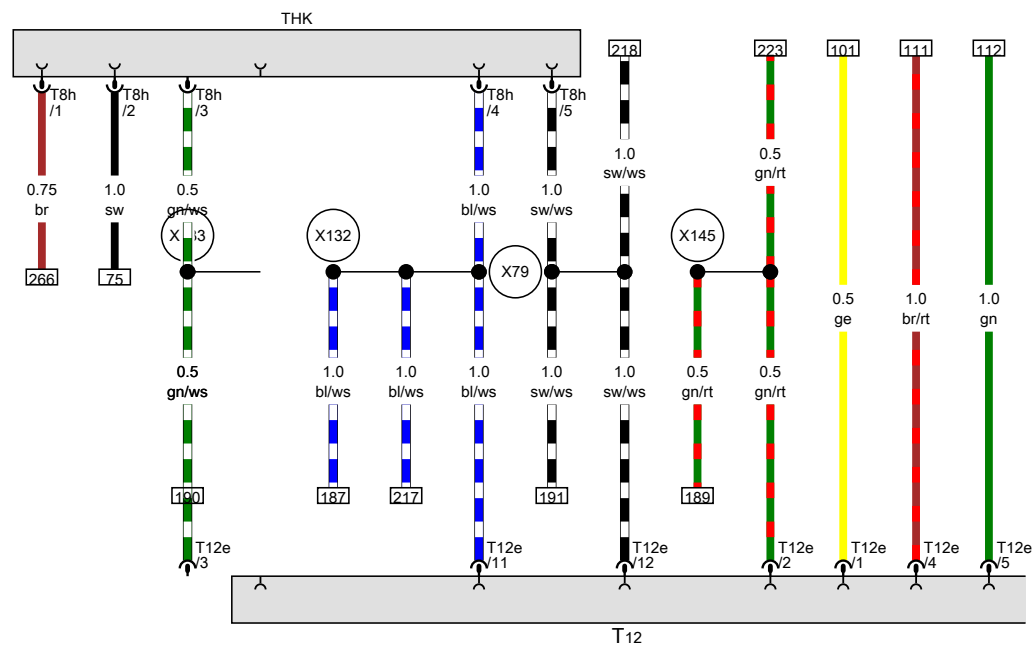 THK
218
223
101
111
112
T8h
/1
T8h
/2
T8h
/3
T8h
/4
T8h
/5
1.0
sw/ws
0.5
gn/rt
0.75
br
1.0
sw
0.5
gn/ws
1.0
bl/ws
1.0
sw/ws
X132
X79
X145
266
75
0.5
ge
1.0
br/rt
1.0
gn
0.5
gn/ws
1.0
bl/ws
1.0
bl/ws
1.0
bl/ws
1.0
sw/ws
1.0
sw/ws
0.5
gn/rt
0.5
gn/rt
190
187
217
191
189
T12e
/3
T12e
/11
T12e
/12
T12e
/2
T12e
/1
T12e
/4
T12e
/5
T12